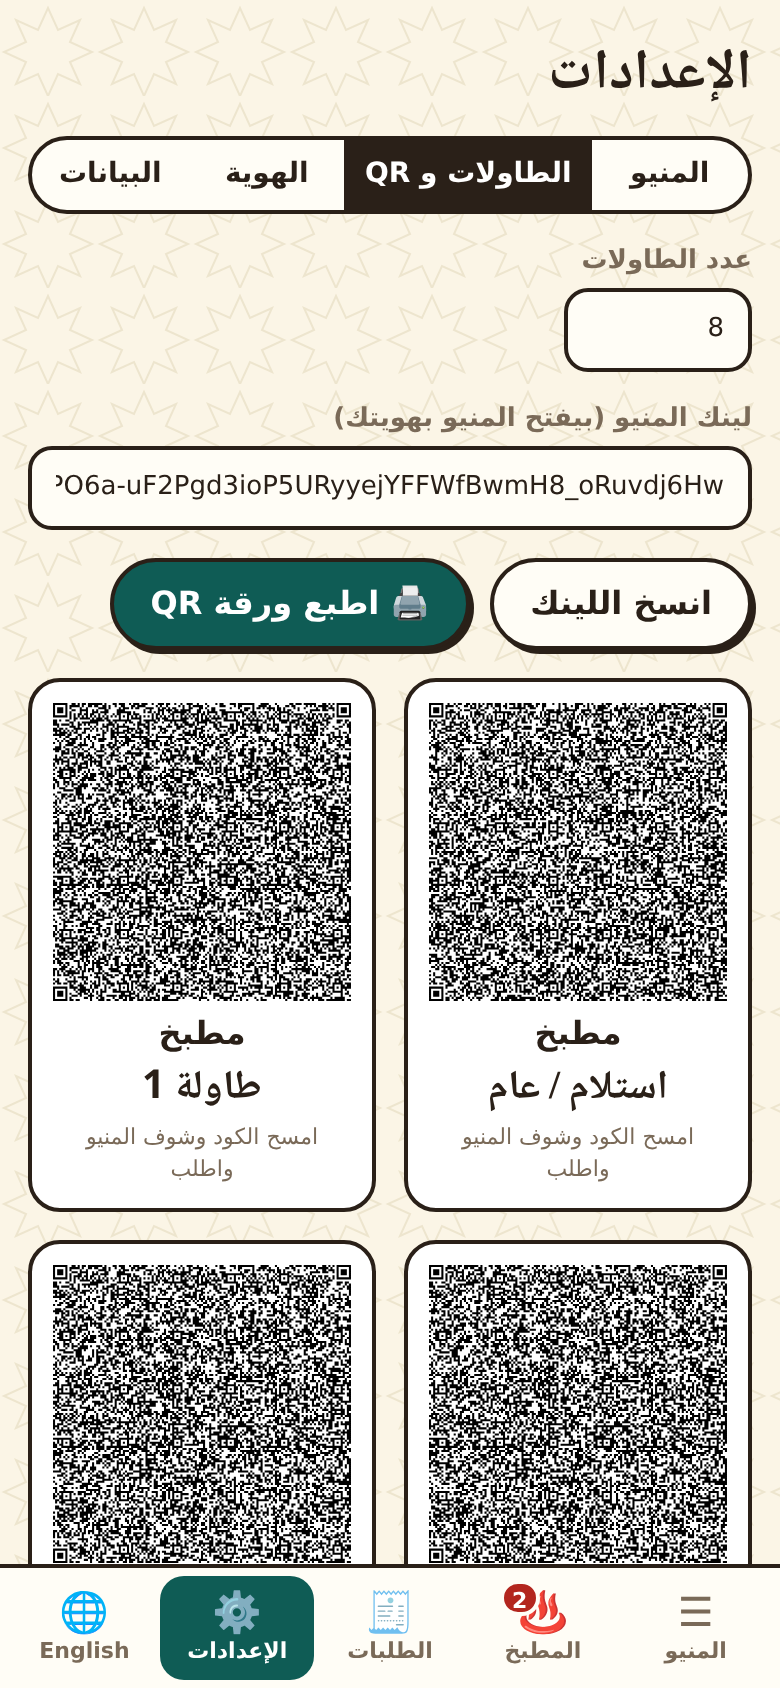 الإعدادات
المنيو
الطاولات و QR
الهوية
البيانات
عدد الطاولات
8
لينك المنيو (بيفتح المنيو بهويتك)
PO6a-uF2Pgd3ioP5URyyejYFFWfBwmH8_oRuvdj6Hw
انسخ اللينك
اطبع ورقة QR
مطبخ
استلام / عام
امسح الكود وشوف المنيو
واطلب
مطبخ
طاولة 1
امسح الكود وشوف المنيو
واطلب
المنيو
2
المطبخ
الطلبات
الإعدادات
English